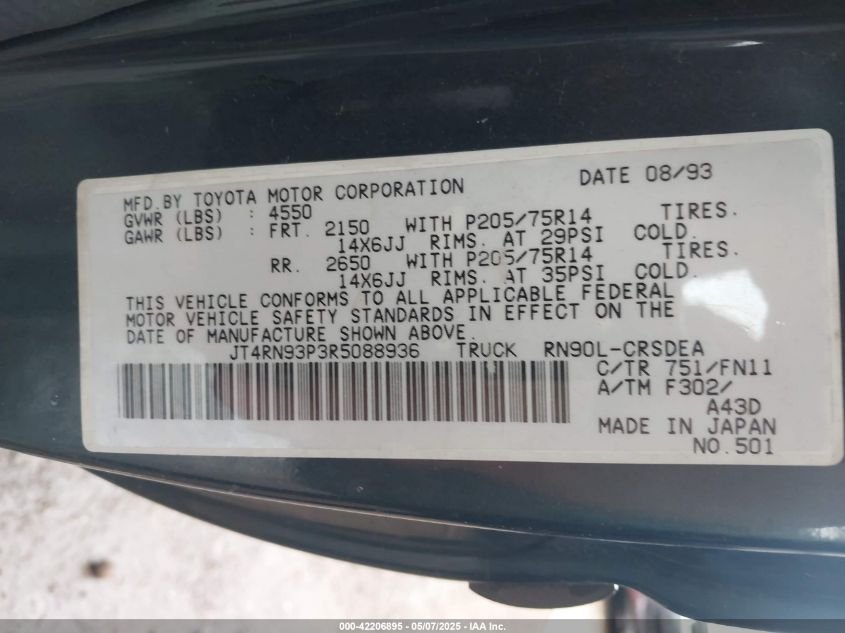 MFD.BY TOYOTA MOTOR CORPORATION DATE 08/93
GVWR (LBS) : 4550
GAWR (LBS) : FRT. 2150 WITH P205/75R14 TIRES.
14X6JJ RIMS. AT 29PSI COLD.
RR. 2650 WITH P205/75R14 TIRES.
14X6JJ RIMS. AT 35PSI COLD.
THIS VEHICLE CONFORMS TO ALL APPLICABLE FEDERAL
MOTOR VEHICLE SAFETY STANDARDS IN EFFECT ON THE
DATE OF MANUFACTURE SHOWN ABOVE.
JT4RN93P3R5088936 TRUCK RN90L-CRSDEA
C/TR 751/FN11
A/TM F302/
A43D
MADE IN JAPAN
NO.501
000-42206895 - 05/07/2025 - IAA Inc.